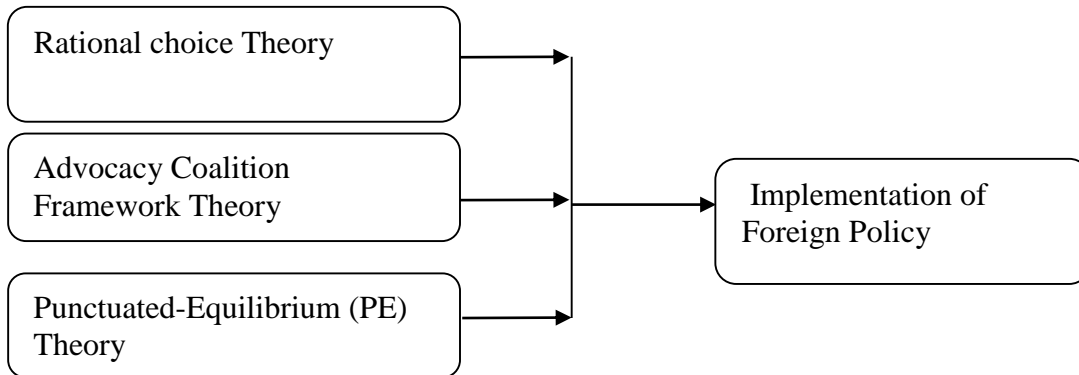 Rational choice Theory
Advocacy Coalition
Framework Theory
Punctuated-Equilibrium (PE)
Theory
Implementation of
Foreign Policy